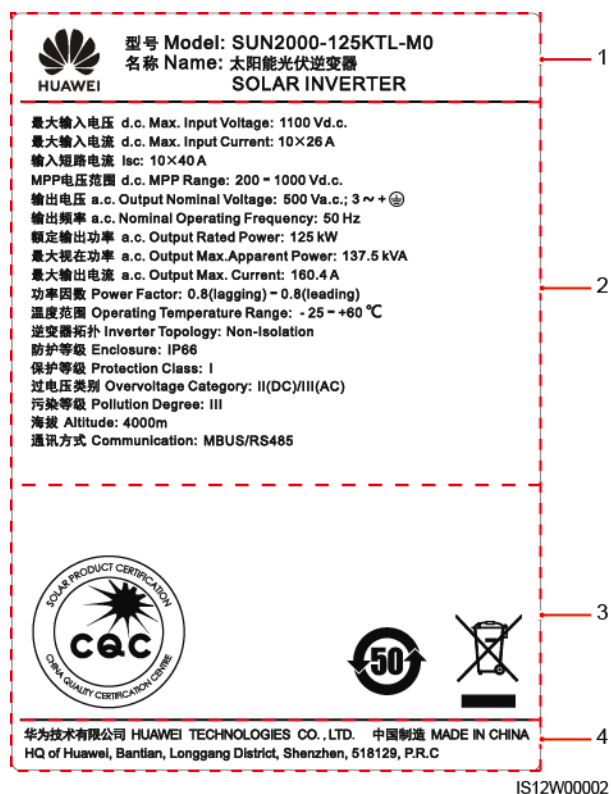 HUAWEI
型号 Model: SUN2000-125KTL-M0
名称 Name: 太阳能光伏逆变器
SOLAR INVERTER
1
最大输入电压 d.c. Max. Input Voltage: 1100 Vd.c.
最大输入电流 d.c. Max. Input Current: 10×26 A
输入短路电流 Isc: 10×40 A
MPP电压范围 d.c. MPP Range: 200 - 1000 Vd.c.
输出电压 a.c. Output Nominal Voltage: 500 Va.c.; 3 ~ +
输出频率 a.c. Nominal Operating Frequency: 50 Hz
额定输出功率 a.c. Output Rated Power: 125 kW
最大视在功率 a.c. Output Max.Apparent Power: 137.5 kVA
最大输出电流 a.c. Output Max. Current: 160.4 A
功率因数 Power Factor: 0.8(lagging) - 0.8(leading)
温度范围 Operating Temperature Range: - 25 - +60 ℃
逆变器拓扑 Inverter Topology: Non-Isolation
防护等级 Enclosure: IP66
保护等级 Protection Class: I
过电压类别 Overvoltage Category: II(DC)/III(AC)
污染等级 Pollution Degree: III
海拔 Altitude: 4000m
通讯方式 Communication: MBUS/RS485
2
SOLAR PRODUCT CERTIFICATION
CQC
CHINA QUALITY CERTIFICATION CENTRE
50
3
华为技术有限公司 HUAWEI TECHNOLOGIES CO.,LTD. 中国制造 MADE IN CHINA
HQ of Huawei, Bantian, Longgang District, Shenzhen, 518129, P.R.C
4
IS12W00002